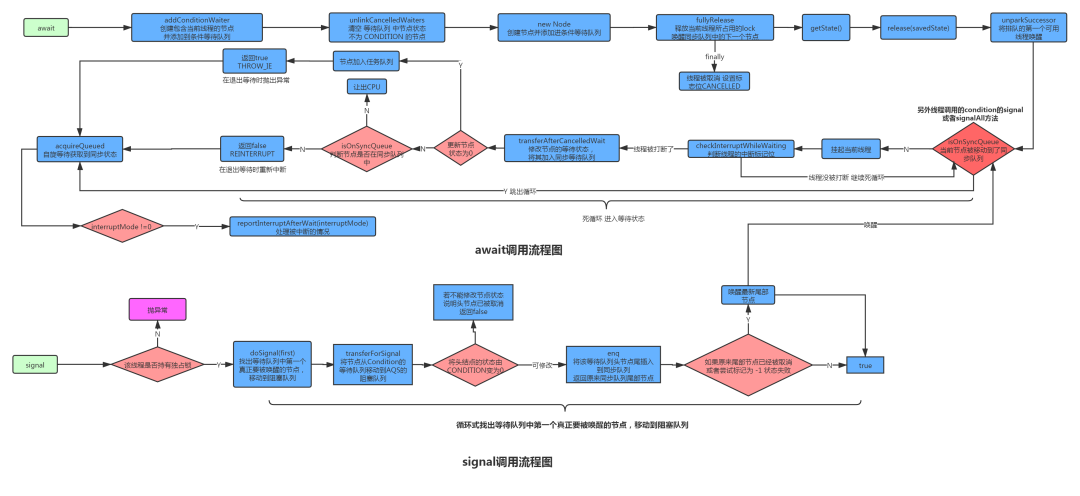 await
addConditionWaiter
创建包含当前线程的节点
并添加到条件等待队列
unlinkCancelledWaiters
清空 等待队列 中节点状态
不为 CONDITION 的节点
new Node
创建节点并添加进条件等待队列
fullyRelease
释放当前线程所占用的lock
唤醒同步队列中的下一个节点
getState()
release(savedState)
unparkSuccessor
将排队的第一个可用
线程唤醒
finally
线程被取消 设置标
志位CANCELLED
返回true
THROW_IE
在退出等待时抛出异常
节点加入任务队列
Y
让出CPU
N
另外线程调用的condition的signal
或者signalAll方法
acquireQueued
自旋等待获取到同步状态
返回false
REINTERRUPT
在退出等待时重新中断
N
isOnSyncQueue
判断节点是否在同步队列
中
更新节点
状态为0
transferAfterCancelledWait
修改节点的等待状态，
将其加入同步等待队列
线程被打断了
checkInterruptWhileWaiting
判断线程的中断标记位
挂起当前线程
N
isOnSyncQueue
当前节点被移动到了同
步队列
线程没被打断 继续死循环
Y 跳出循环
死循环 进入等待状态
interruptMode !=0
Y
reportInterruptAfterWait(interruptMode)
处理被中断的情况
唤醒
await调用流程图
抛异常
N
若不能修改节点状态
说明头节点已被取消
返回false
唤醒最新尾部
节点
Y
signal
该线程是否持有独占锁
Y
doSignal(first)
找出等待队列中第一个
真正要被唤醒的节点，
移动到阻塞队列
transferForSignal
将节点从Condition的
等待队列移动到AQS的
阻塞队列
将头结点的状态由
CONDITION变为0
可修改
enq
将该等待队列头节点尾插入
到同步队列
返回原来同步队列尾部节点
如美原来尾部节点已经被取消
或者尝试标记为 -1 状态失败
N
true
循环式找出等待队列中第一个真正要被唤醒的节点，移动到阻塞队列
signal调用流程图